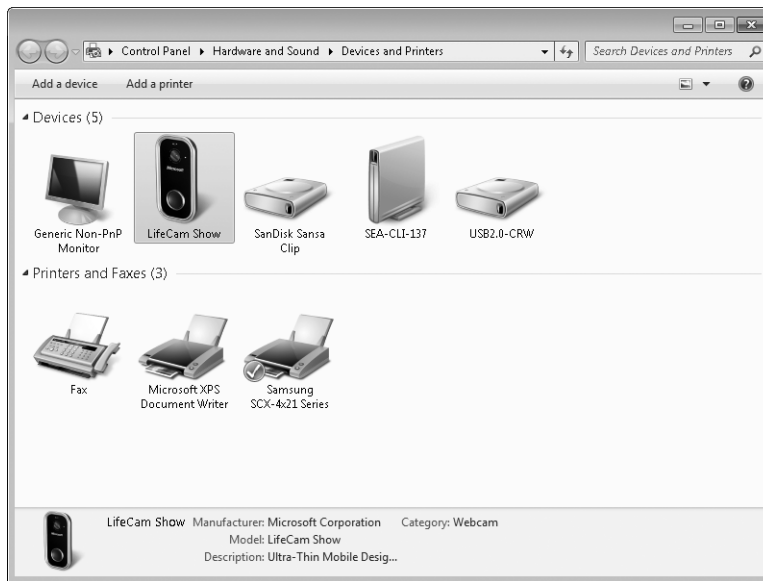 Control Panel ▸ Hardware and Sound ▸ Devices and Printers Search Devices and Printers
Add a device Add a printer
Devices (5)
Generic Non-PnP
Monitor
LifeCam Show
SanDisk Sansa
Clip
SEA-CLI-137
USB2.0-CRW
Printers and Faxes (3)
Fax
Microsoft XPS
Document Writer
Samsung
SCX-4x21 Series
LifeCam Show Manufacturer: Microsoft Corporation Category: Webcam
Model: LifeCam Show
Description: Ultra-Thin Mobile Desig...